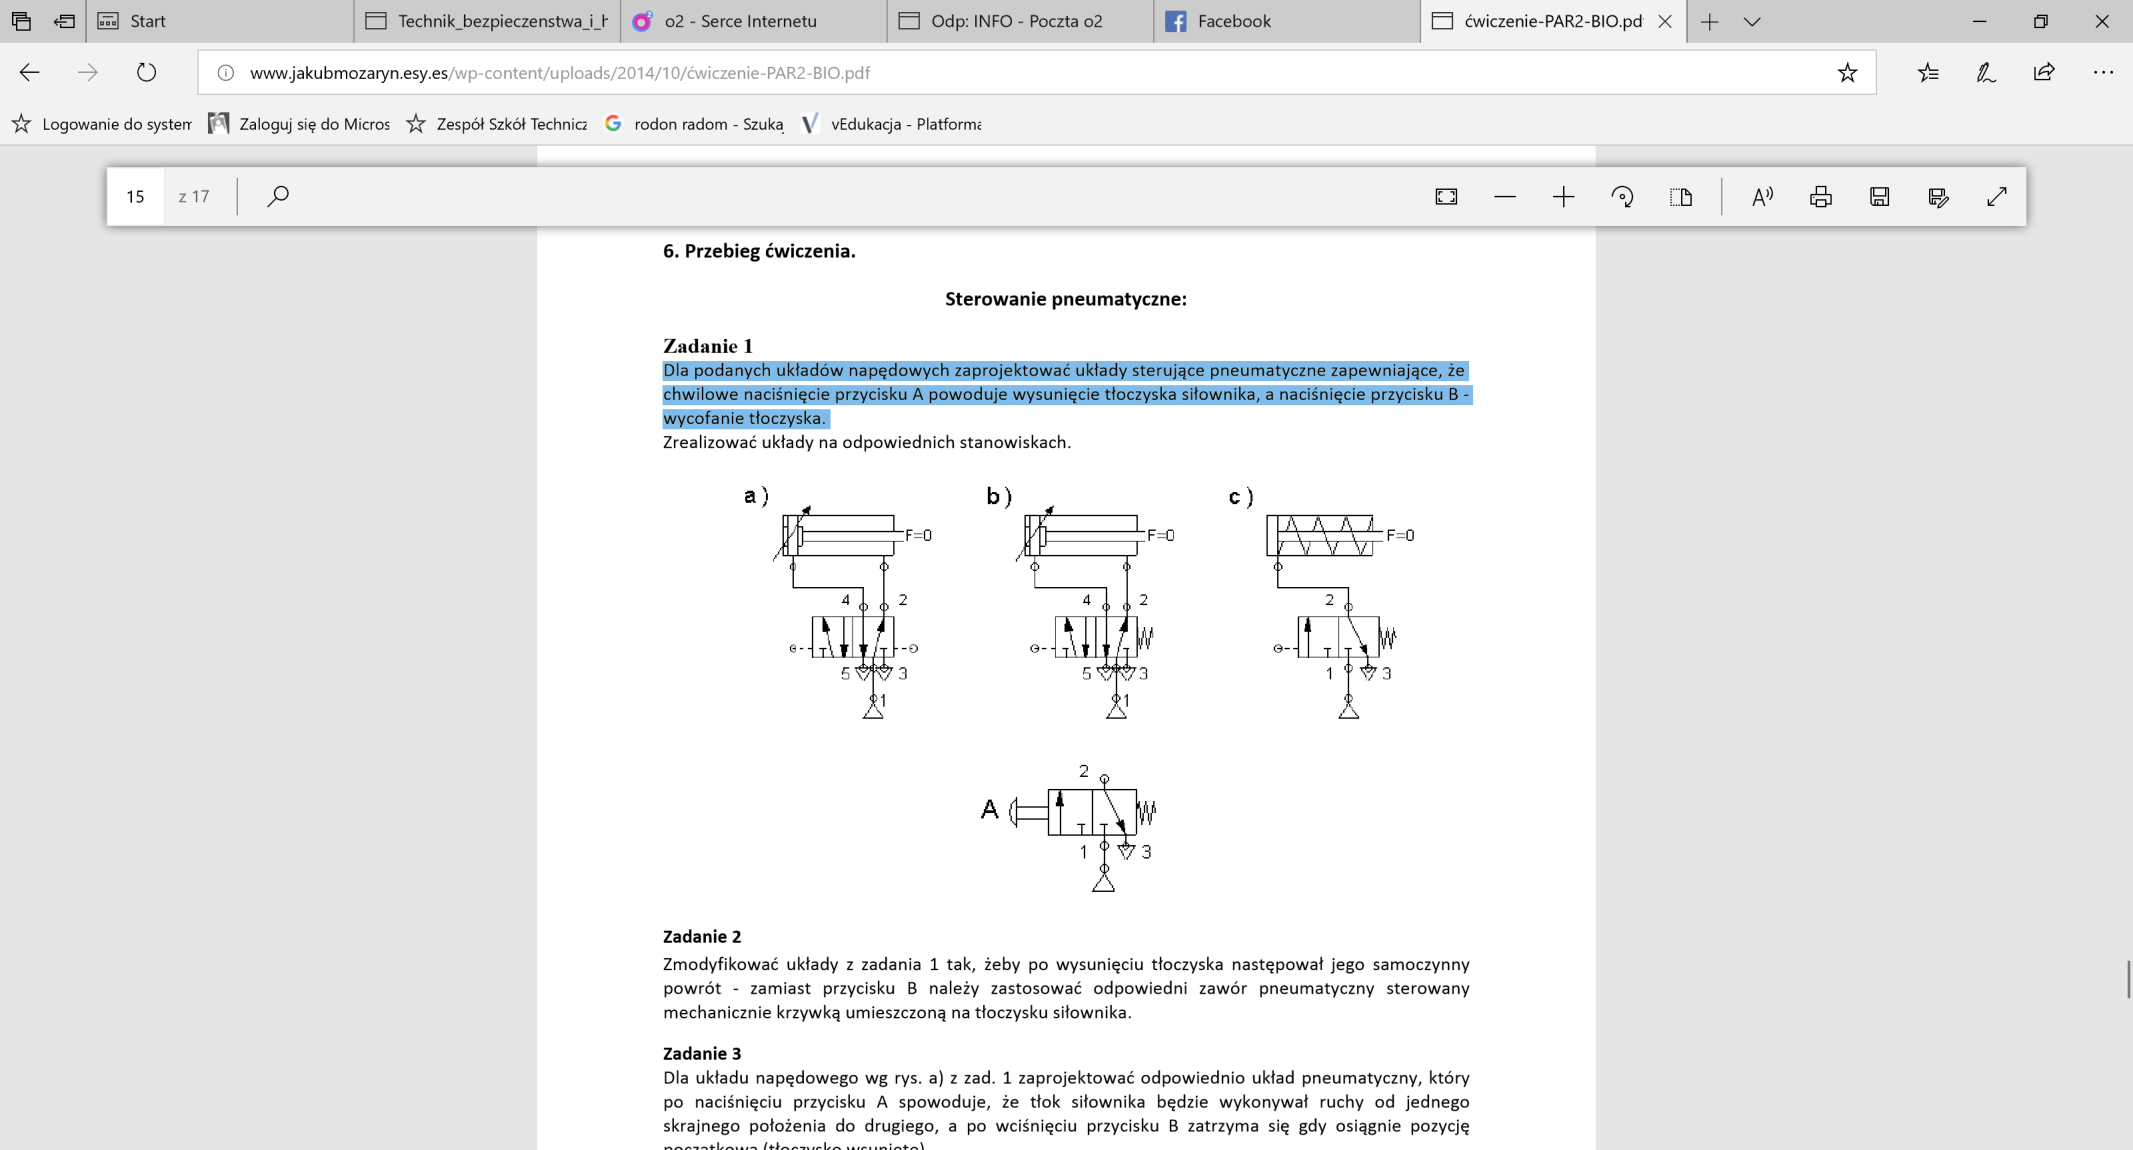 Start
Technik_bezpieczenstwa_i_h
o2 - Serce Internetu
Odp: INFO - Poczta o2
Facebook
ćwiczenie-PAR2-BIO.pd
www.jakubmozaryn.esy.es/wp-content/uploads/2014/10/ćwiczenie-PAR2-BIO.pdf
Logowanie do system
Zaloguj się do Micros
Zespół Szkół Technicz
rodon radom - Szuka
vEdukacja - Platforma
15 z 17
6. Przebieg ćwiczenia.
Sterowanie pneumatyczne:
Zadanie 1
Dla podanych układów napędowych zaprojektować układy sterujące pneumatyczne zapewniające, że
chwilowe naciśnięcie przycisku A powoduje wysunięcie tłoczyska siłownika, a naciśnięcie przycisku B -
wycofanie tłoczyska.
Zrealizować układy na odpowiednich stanowiskach.
a) b) c)
F=0 F=0 F=0
4 2 4 2 2
5 3 5 3 1 3
1 1
2
A
1 3
Zadanie 2
Zmodyfikować układy z zadania 1 tak, żeby po wysunięciu tłoczyska następował jego samoczynny
powrót - zamiast przycisku B należy zastosować odpowiedni zawór pneumatyczny sterowany
mechanicznie krzywką umieszczoną na tłoczysku siłownika.
Zadanie 3
Dla układu napędowego wg rys. a) z zad. 1 zaprojektować odpowiednio układ pneumatyczny, który
po naciśnięciu przycisku A spowoduje, że tłok siłownika będzie wykonywał ruchy od jednego
skrajnego położenia do drugiego, a po wciśnięciu przycisku B zatrzyma się gdy osiągnie pozycję
początkową (tłoczysko wsunięte)